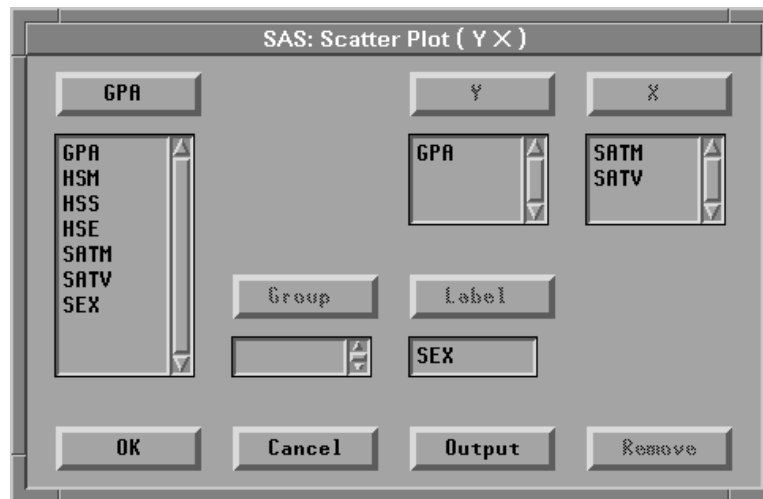 SAS: Scatter Plot ( Y X )
GPA
Y
X
GPA
HSM
HSS
HSE
SATM
SATV
SEX
GPA
SATM
SATV
Group
Label
SEX
OK
Cancel
Output
Remove